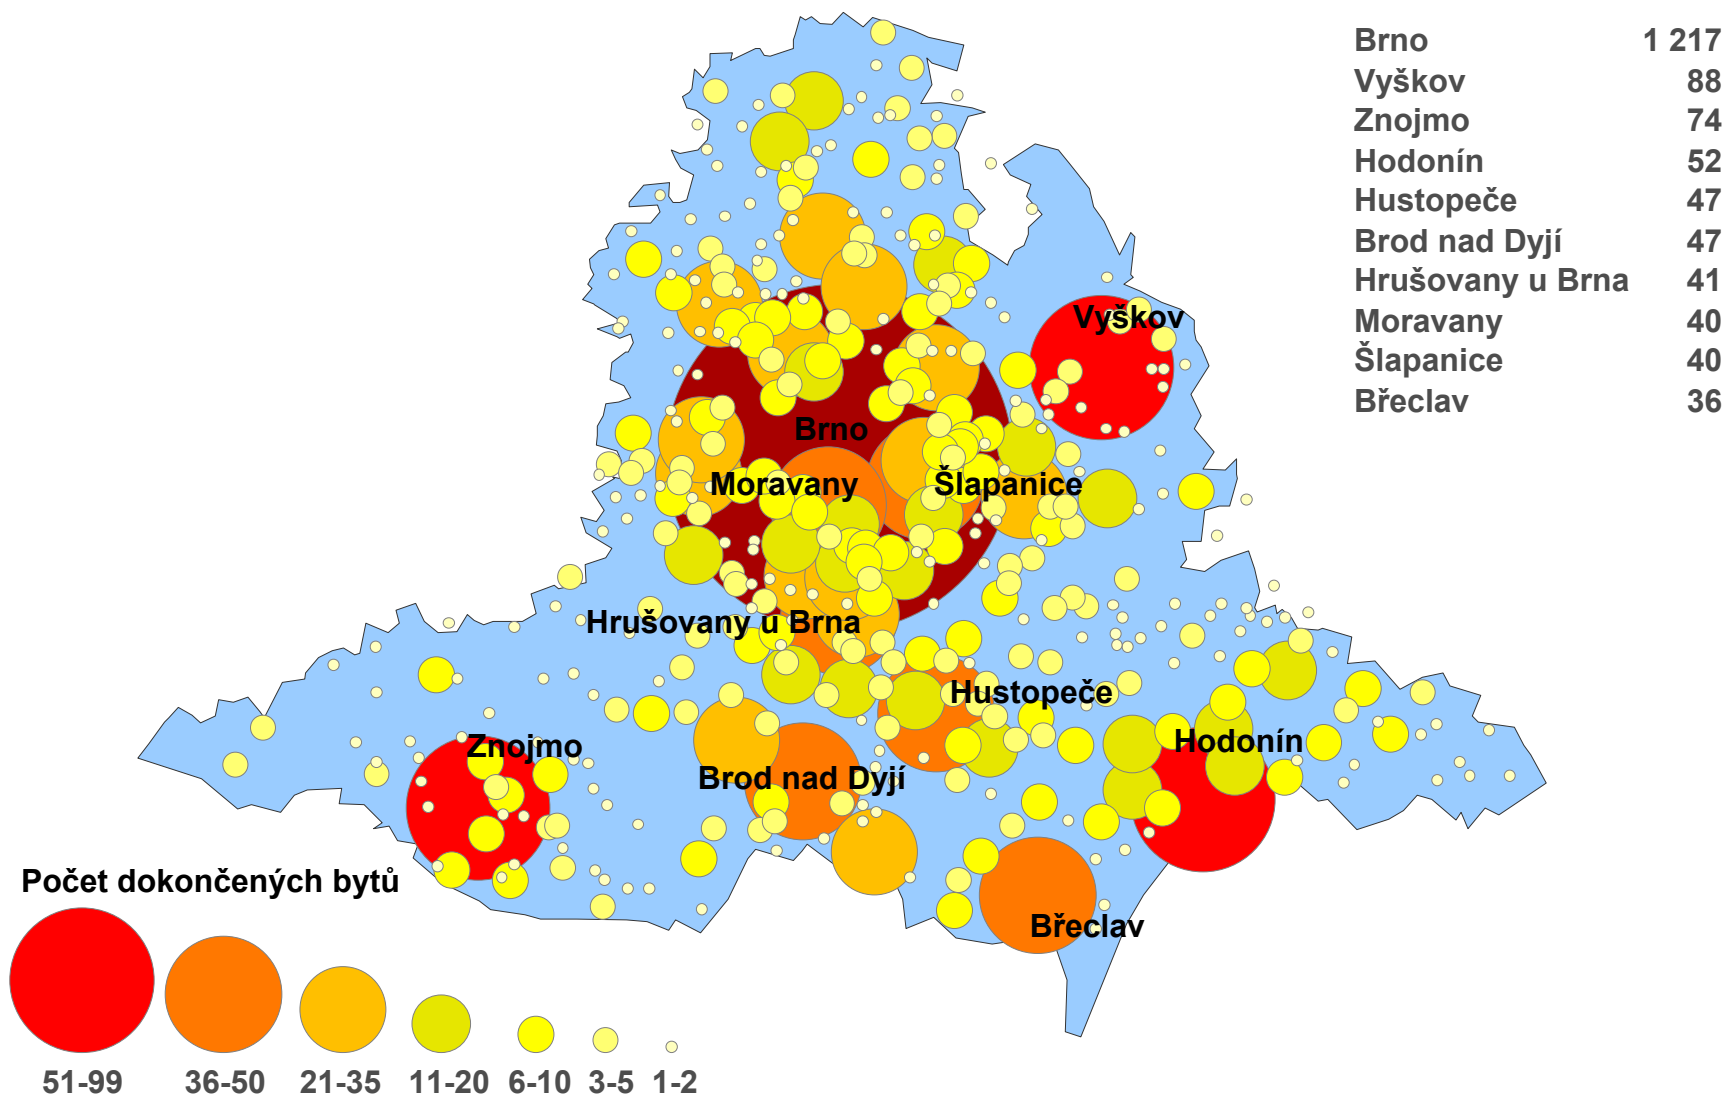 Brno 1 217
Vyškov 88
Znojmo 74
Hodonín 52
Hustopeče 47
Brod nad Dyjí 47
Hrušovany u Brna 41
Moravany 40
Šlapanice 40
Břeclav 36
Vyškov
Brno
Moravany Šlapanice
Hrušovany u Brna
Hustopeče
Znojmo Hodonín
Brod nad Dyjí
Břeclav
Počet dokončených bytů
51-99 36-50 21-35 11-20 6-10 3-5 1-2